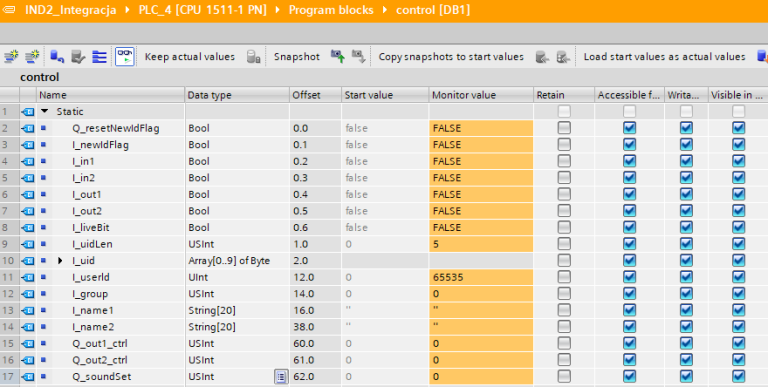 IND2_Integracja ▸ PLC_4 [CPU 1511-1 PN] ▸ Program blocks ▸ control [DB1]
Keep actual values Snapshot Copy snapshots to start values Load start values as actual values
control
Name Data type Offset Start value Monitor value Retain Accessible f... Writa... Visible in ...
1 Static
2 Q_resetNewIdFlag Bool 0.0 false FALSE
3 I_newIdFlag Bool 0.1 false FALSE
4 I_in1 Bool 0.2 false FALSE
5 I_in2 Bool 0.3 false FALSE
6 I_out1 Bool 0.4 false FALSE
7 I_out2 Bool 0.5 false FALSE
8 I_liveBit Bool 0.6 false FALSE
9 I_uidLen USInt 1.0 0 5
10 I_uid Array[0..9] of Byte 2.0
11 I_userId UInt 12.0 0 65535
12 I_group USInt 14.0 0 0
13 I_name1 String[20] 16.0 '' ''
14 I_name2 String[20] 38.0 '' ''
15 Q_out1_ctrl USInt 60.0 0 0
16 Q_out2_ctrl USInt 61.0 0 0
17 Q_soundSet USInt 62.0 0 0